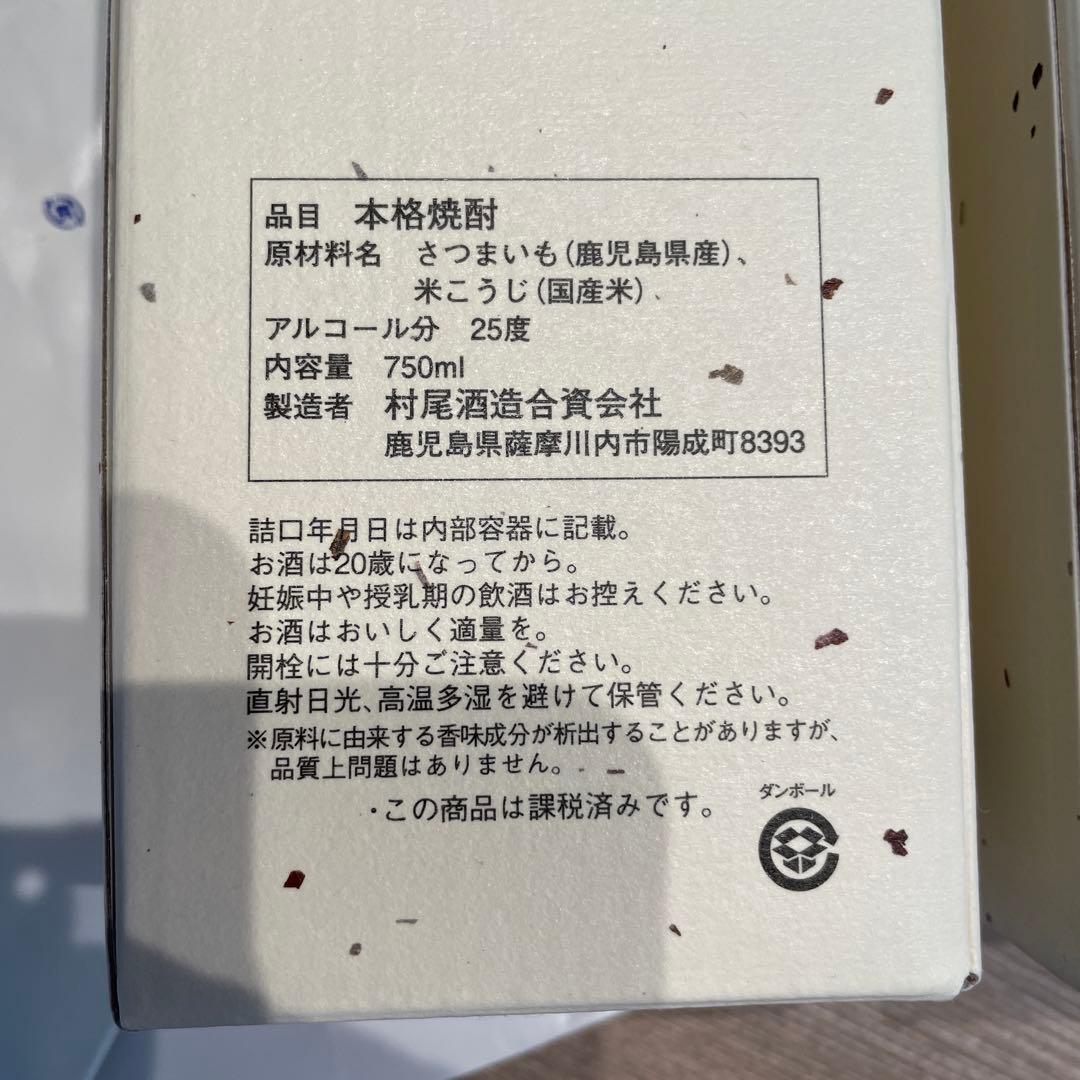 品目 本格焼酎
原材料名 さつまいも(鹿児島県産)、
米こうじ(国産米)
アルコール分 25度
内容量 750ml
製造者 村尾酒造合資会社
鹿児島県薩摩川内市陽成町8393
詰口年月日は内部容器に記載。
お酒は20歳になってから。
妊娠中や授乳期の飲酒はお控えください。
お酒はおいしく適量を。
開栓には十分ご注意ください。
直射日光、高温多湿を避けて保管ください。
※原料に由来する香味成分が析出することがありますが、
品質上問題はありません。
・この商品は課税済みです。
ダンボール